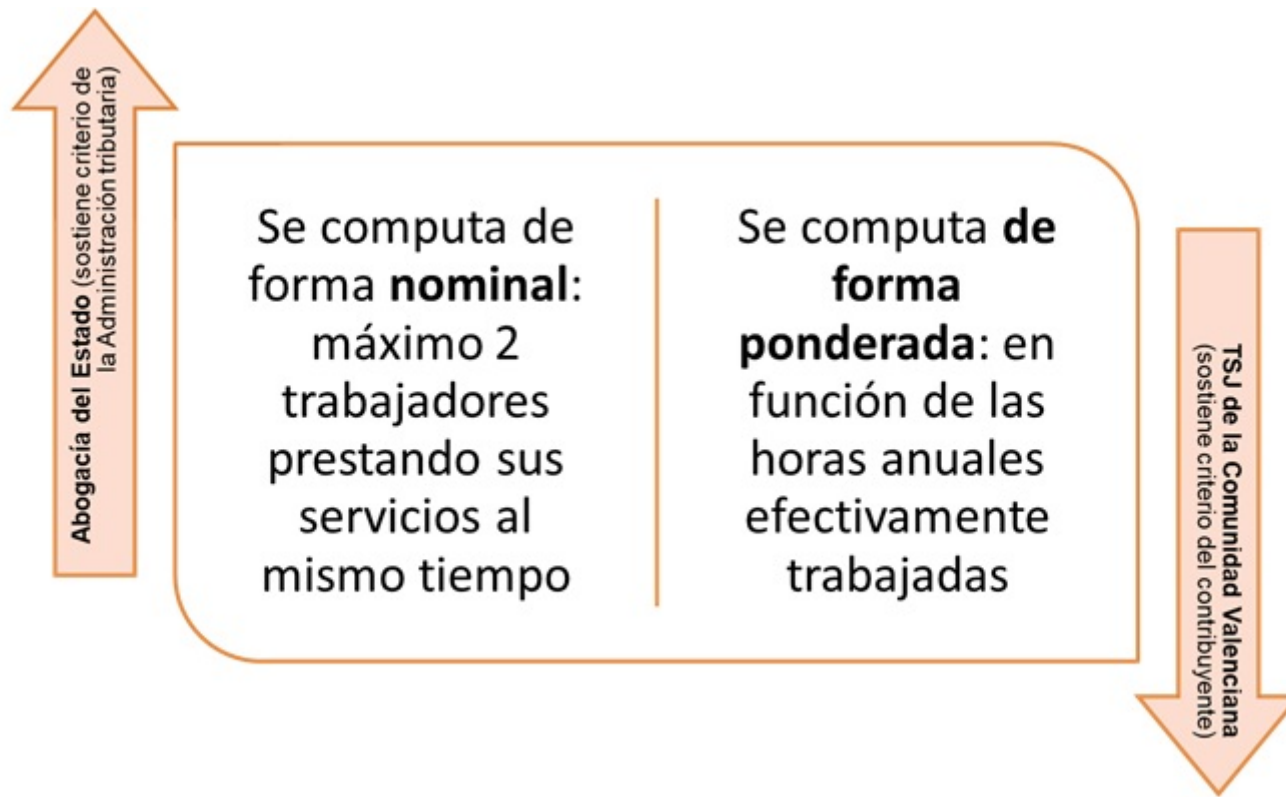 Abogacía del Estado (sostiene criterio de
la Administración tributaria)
Se computa de
forma nominal:
máximo 2
trabajadores
prestando sus
servicios al
mismo tiempo
Se computa de
forma
ponderada: en
función de las
horas anuales
efectivamente
trabajadas
TSJ de la Comunidad Valenciana
(sostiene criterio del contribuyente)